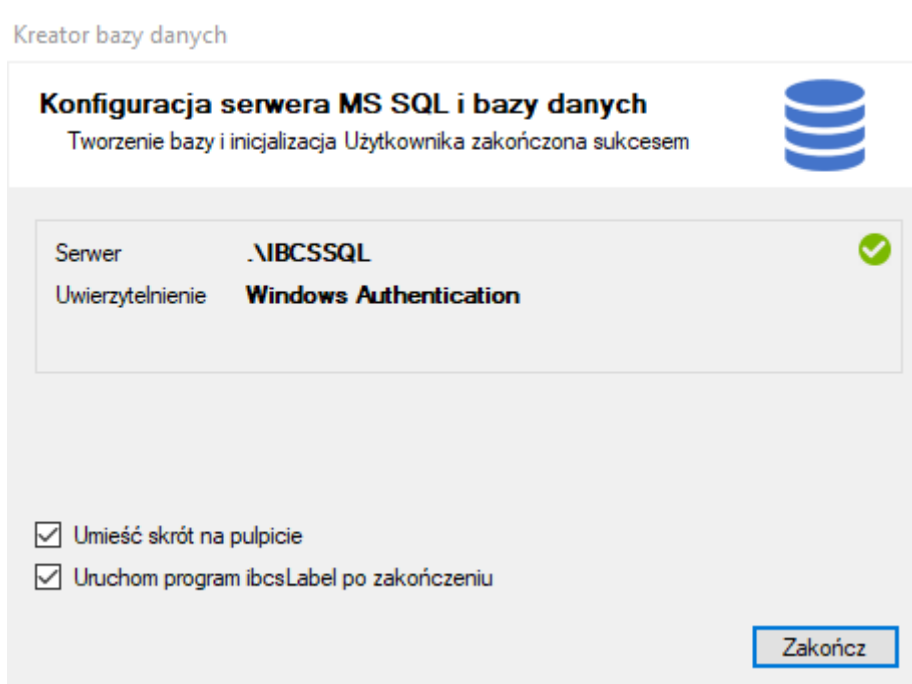 Kreator bazy danych
Konfiguracja serwera MS SQL i bazy danych
Tworzenie bazy i inicjalizacja Użytkownika zakończona sukcesem
Serwer .\IBCSSQL
Uwierzytelnienie Windows Authentication
Umieść skrót na pulpicie
Uruchom program ibcsLabel po zakończeniu
Zakończ